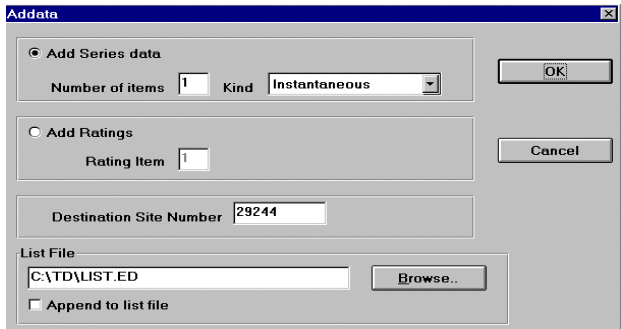 Addata
Add Series data
Number of items 1 Kind Instantaneous
OK
Add Ratings
Rating Item 1
Cancel
Destination Site Number 29244
List File
C:\TD\LIST.ED
Browse..
Append to list file